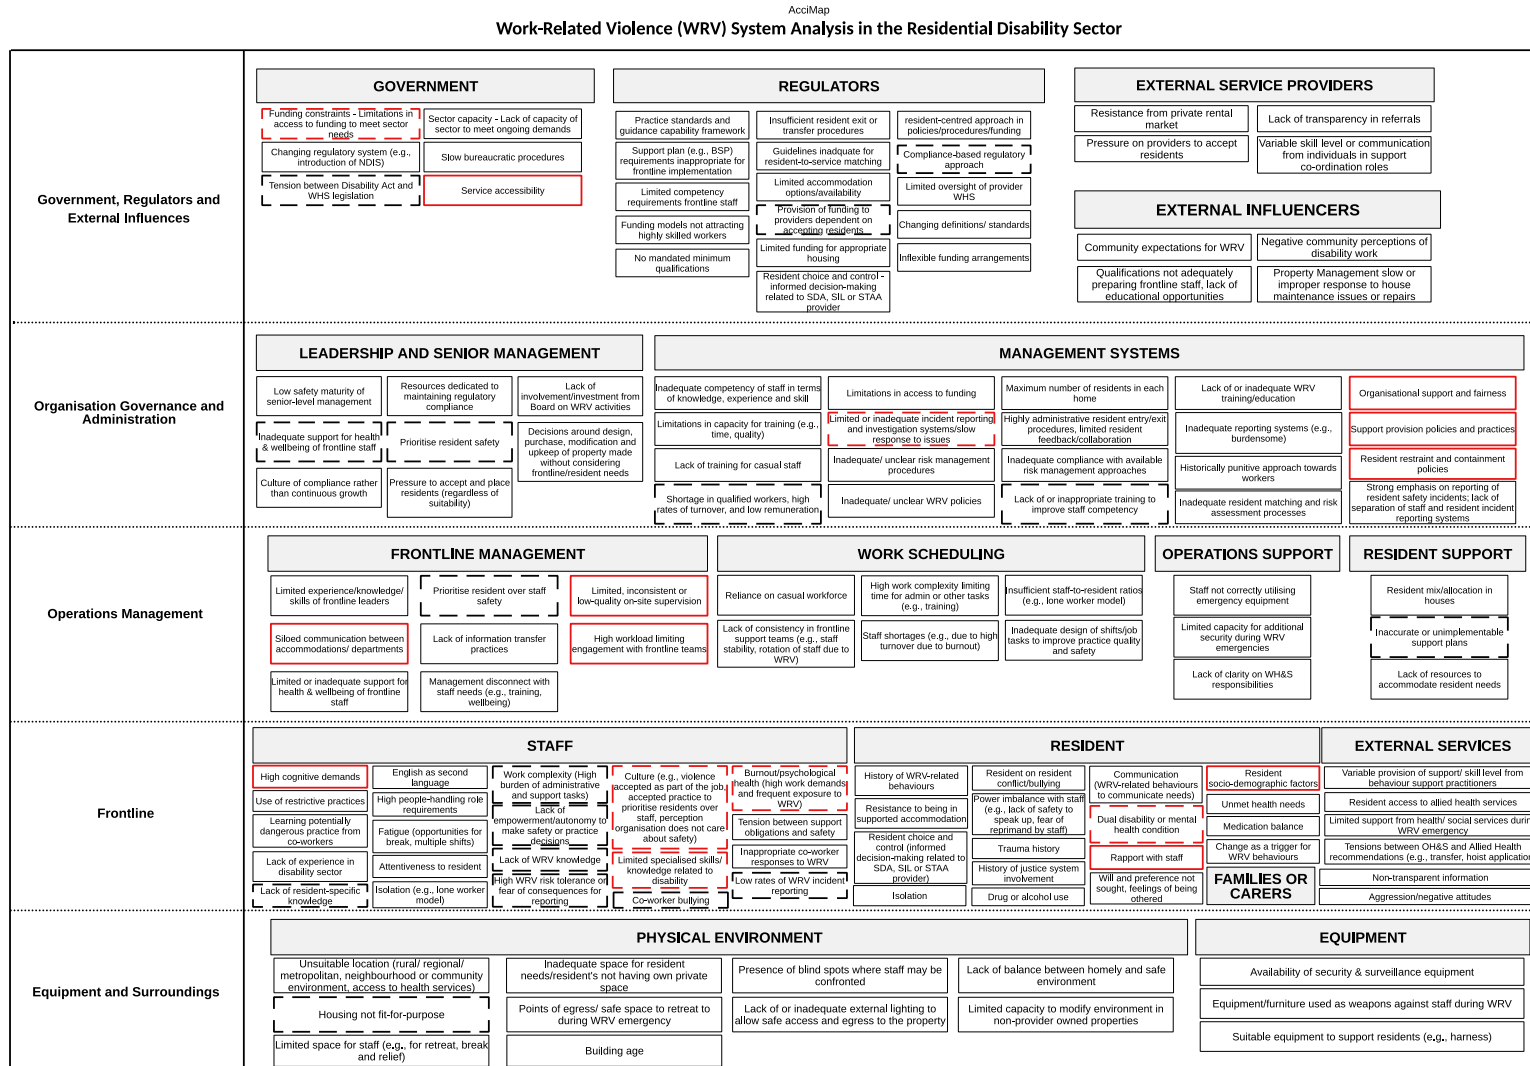 AcciMap
Work-Related Violence (WRV) System Analysis in the Residential Disability Sector
Government, Regulators and
External Influences
GOVERNMENT
Funding constraints - Limitations in
access to funding to meet sector
needs
Sector capacity - Lack of capacity of
sector to meet ongoing demands
Changing regulatory system (e.g.,
introduction of NDIS)
Slow bureaucratic procedures
Tension between Disability Act and
WHS legislation
Service accessibility
REGULATORS
Practice standards and
guidance capability framework
Support plan (e.g., BSP)
requirements inappropriate for
frontline implementation
Limited competency
requirements frontline staff
Funding models not attracting
highly skilled workers
No mandated minimum
qualifications
Insufficient resident exit or
transfer procedures
Guidelines inadquate for
resident-to-service matching
Limited accommodation
options/availability
Provision of funding to
providers dependent on
accepting residents
Limited funding for appropriate
housing
Resident choice and control -
informed decision-making
related to SDA, SIL or STAA
provider
resident-centred approach in
policies/procedures/funding
Compliance-based regulatory
approach
Limited oversight of provider
WHS
Changing definitions/ standards
Inflexible funding arrangements
EXTERNAL SERVICE PROVIDERS
Resistance from private rental
market
Lack of transparency in referrals
Pressure on providers to accept
residents
Variable skill level or communication
from individuals in support
co-ordination roles
EXTERNAL INFLUENCERS
Community expectations for WRV
Negative community perceptions of
disability work
Qualifications not adequately
preparing frontline staff, lack of
educational opportunities
Property Management slow or
improper response to house
maintenance issues or repairs
Organisation Governance and
Administration
LEADERSHIP AND SENIOR MANAGEMENT
Low safety maturity of
senior-level management
Resources dedicated to
maintaining regulatory
compliance
Lack of
involvement/investment from
Board on WRV activities
Inadequate support for health
& wellbeing of frontline staff
Prioritise resident safety
Decisions around design,
purchase, modification and
upkeep of property made
without considering
frontline/resident needs
Culture of compliance rather
than continuous growth
Pressure to accept and place
residents (regardless of
suitability)
MANAGEMENT SYSTEMS
Inadequate competency of staff in terms
of knowledge, experience and skill
Limitations in capacity for training (e.g.,
time, quality)
Lack of training for casual staff
Shortage in qualified workers, high
rates of turnover, and low remuneration
Limitations in access to funding
Limited or inadequate incident reporting
and investigation systems/slow
response to issues
Inadequate/ unclear risk management
procedures
Inadequate/ unclear WRV policies
Maximum number of residents in each
home
Highly administrative resident entry/exit
procedures, limited resident
feedback/collaboration
Inadequate compliance with available
risk management approaches
Lack of or inappropriate training to
improve staff competency
Lack of or inadequate WRV
training/education
Inadequate reporting systems (e.g.,
burdensome)
Historically punitive approach towards
workers
Inadequate resident matching and risk
assessment processes
Organisational support and fairness
Support provision policies and practices
Resident restraint and containment
policies
Strong emphasis on reporting of
resident safety incidents; lack of
separation of staff and resident incident
reporting systems
Operations Management
FRONTLINE MANAGEMENT
Limited experience/knowledge/
skills of frontline leaders
Prioritise resident over staff
safety
Limited, inconsistent or
low-quality on-site supervision
Siloed communication between
accommodations/ departments
Lack of information transfer
practices
High workload limiting
engagement with frontline teams
Limited or inadequate support for
health & wellbeing of frontline
staff
Management disconnect with
staff needs (e.g., training,
wellbeing)
WORK SCHEDULING
Reliance on casual workforce
High work complexity limiting
time for admin or other tasks
(e.g., training)
Insufficient staff-to-resident ratios
(e.g., lone worker model)
Lack of consistency in frontline
support teams (e.g., staff
stability, rotation of staff due to
WRV)
Staff shortages (e.g., due to high
turnover due to burnout)
Inadequate design of shifts/job
tasks to improve practice quality
and safety
OPERATIONS SUPPORT
Staff not correctly utilising
emergency equipment
Limited capacity for additional
security during WRV
emergencies
Lack of clarity on WH&S
responsibilities
RESIDENT SUPPORT
Resident mix/allocation in
houses
Inaccurate or unimplementable
support plans
Lack of resources to
accommodate resident needs
Frontline
STAFF
High cognitive demands
Use of restrictive practices
Learning potentially
dangerous practice from
co-workers
Lack of experience in
disability sector
Lack of resident-specific
knowledge
English as second
language
High people-handling role
requirements
Fatigue (opportunities for
break, multiple shifts)
Attentiveness to resident
Isolation (e.g., lone worker
model)
Work complexity (High
burden of administrative
and support tasks)
Lack of
empowerment/autonomy to
make safety or practice
decisions
Lack of WRV knowledge
High WRV risk tolerance or
fear of consequences for
reporting
Culture (e.g., violence
accepted as part of the job,
accepted practice to
prioritise residents over
staff, perception
organisation does not care
about safety)
Limited specialised skills/
knowledge related to
disability
Co-worker bullying
Burnout/psychological
health (high work demands
and frequent exposure to
WRV)
Tension between support
obligations and safety
Inappropriate co-worker
responses to WRV
Low rates of WRV incident
reporting
RESIDENT
History of WRV-related
behaviours
Resistance to being in
supported accommodation
Resident choice and
control (informed
decision-making related to
SDA, SIL or STAA
provider)
Isolation
Resident on resident
conflict/bullying
Power imbalance with staff
(e.g., lack of safety to
speak up, fear of
reprimand by staff)
Trauma history
History of justice system
involvement
Drug or alcohol use
Communication
(WRV-related behaviours
to communicate needs)
Dual disability or mental
health condition
Rapport with staff
Will and preference not
sought, feelings of being
othered
Resident
socio-demographic factors
Unmet health needs
Medication balance
Change as a trigger for
WRV behaviours
FAMILIES OR
CARERS
EXTERNAL SERVICES
Variable provision of support/ skill level from
behaviour support practitioners
Resident access to allied health services
Limited support from health/ social services during
WRV emergency
Tensions between OH&S and Allied Health
recommendations (e.g., transfer, hoist application)
Non-transparent information
Aggression/negative attitudes
Equipment and Surroundings
PHYSICAL ENVIRONMENT
Unsuitable location (rural/ regional/
metropolitan, neighbourhood or community
environment, access to health services)
Inadequate space for resident
needs/resident's not having own private
space
Presence of blind spots where staff may be
confronted
Lack of balance between homely and safe
environment
Housing not fit-for-purpose
Points of egress/ safe space to retreat to
during WRV emergency
Lack of or inadequate external lighting to
allow safe access and egress to the property
Limited capacity to modify environment in
non-provider owned properties
Limited space for staff (e.g., for retreat, break
and relief)
Building age
EQUIPMENT
Availability of security & surveillance equipment
Equipment/furniture used as weapons against staff during WRV
Suitable equipment to support residents (e.g., harness)